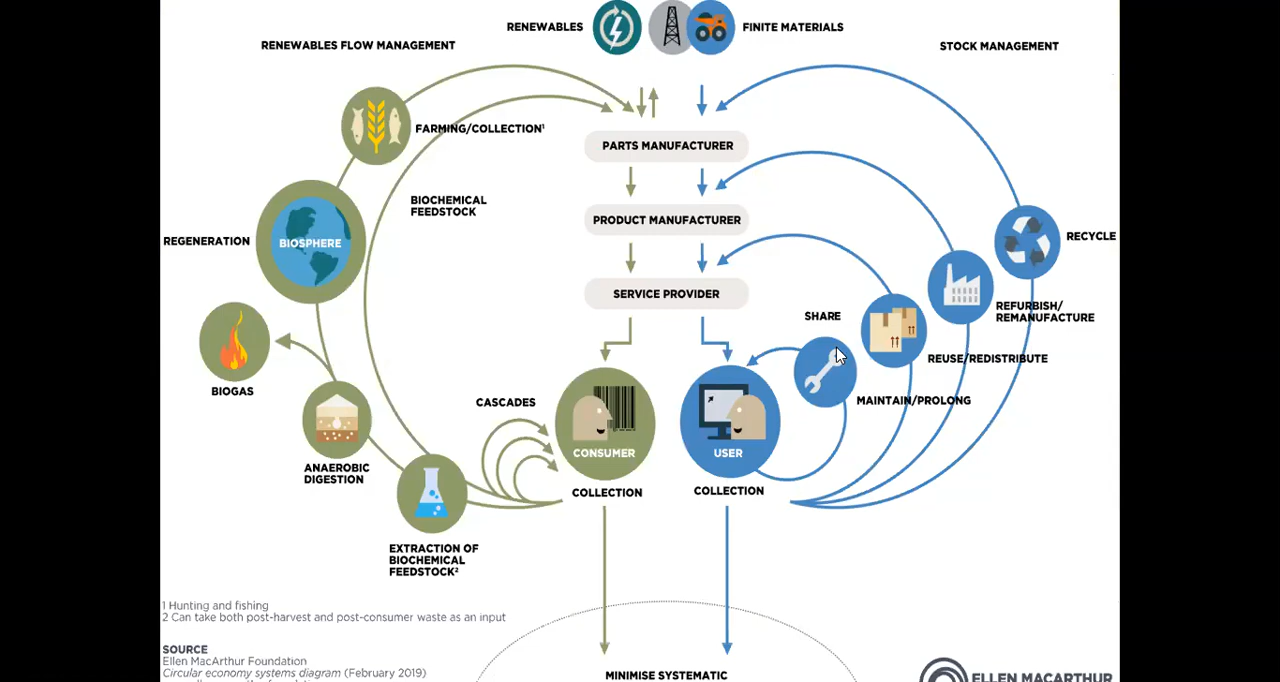 RENEWABLES
FINITE MATERIALS
RENEWABLES FLOW MANAGEMENT
STOCK MANAGEMENT
FARMING/COLLECTION¹
PARTS MANUFACTURER
BIOCHEMICAL
FEEDSTOCK
PRODUCT MANUFACTURER
REGENERATION
BIOSPHERE
RECYCLE
SERVICE PROVIDER
SHARE
REFURBISH/
REMANUFACTURE
REUSE/REDISTRIBUTE
BIOGAS
CASCADES
MAINTAIN/PROLONG
CONSUMER
USER
ANAEROBIC
DIGESTION
COLLECTION
COLLECTION
EXTRACTION OF
BIOCHEMICAL
FEEDSTOCK²
1 Hunting and fishing
2 Can take both post-harvest and post-consumer waste as an input
SOURCE
Ellen MacArthur Foundation
Circular economy systems diagram (February 2019)
MINIMISE SYSTEMATIC
ELLEN MACARTHUR